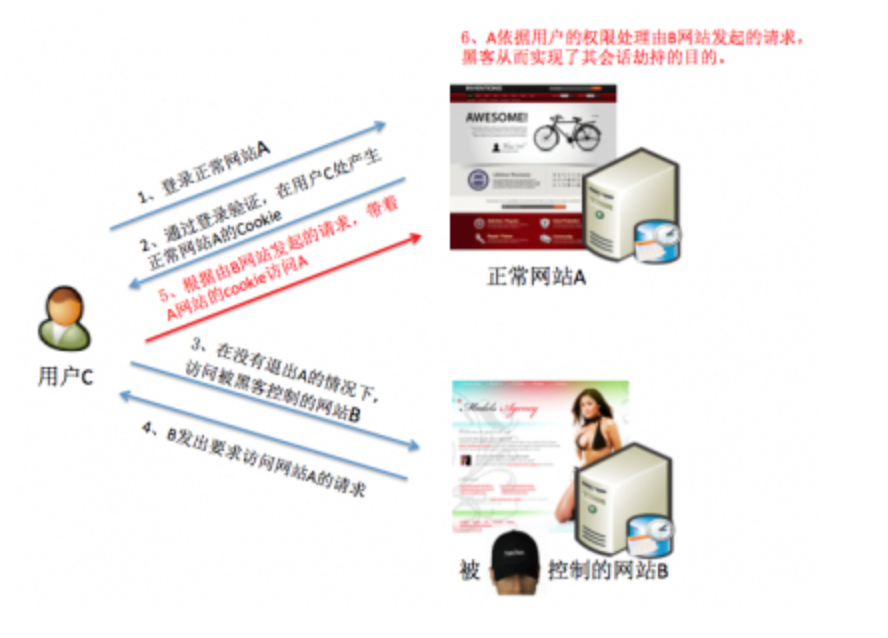 6、A依据用户的权限处理由B网站发起的请求,
黑客从而实现了其会话劫持的目的。
AWESOME!
1、登录正常网站A
2、通过登录验证，在用户C处产生
正常网站A的Cookie
5、根据由B网站发起的请求，带着
A网站的cookie访问A
正常网站A
用户C
3、在没有退出A的情况下，
访问被黑客控制的网站B
4、B发出要求访问网站A的请求
Models Agency
被
控制的网站B